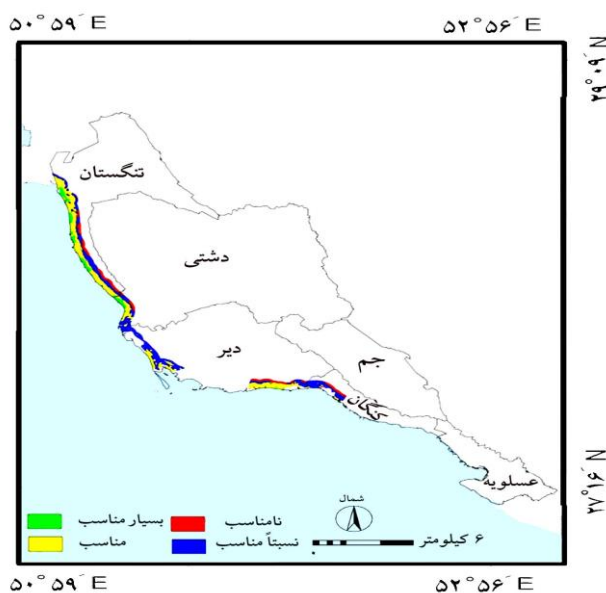 ۵۰°۵۹´ E ۵۲°۵۶´ E
۲۹°۰۹´ N
تنگستان
دشتی
دیر
جم
کنگان
عسلویه
۲۷°۱۶´ N
شمال
بسیار مناسب
نامناسب
مناسب
نسبتاً مناسب
۶ کیلومتر
۵۰°۵۹´ E ۵۲°۵۶´ E